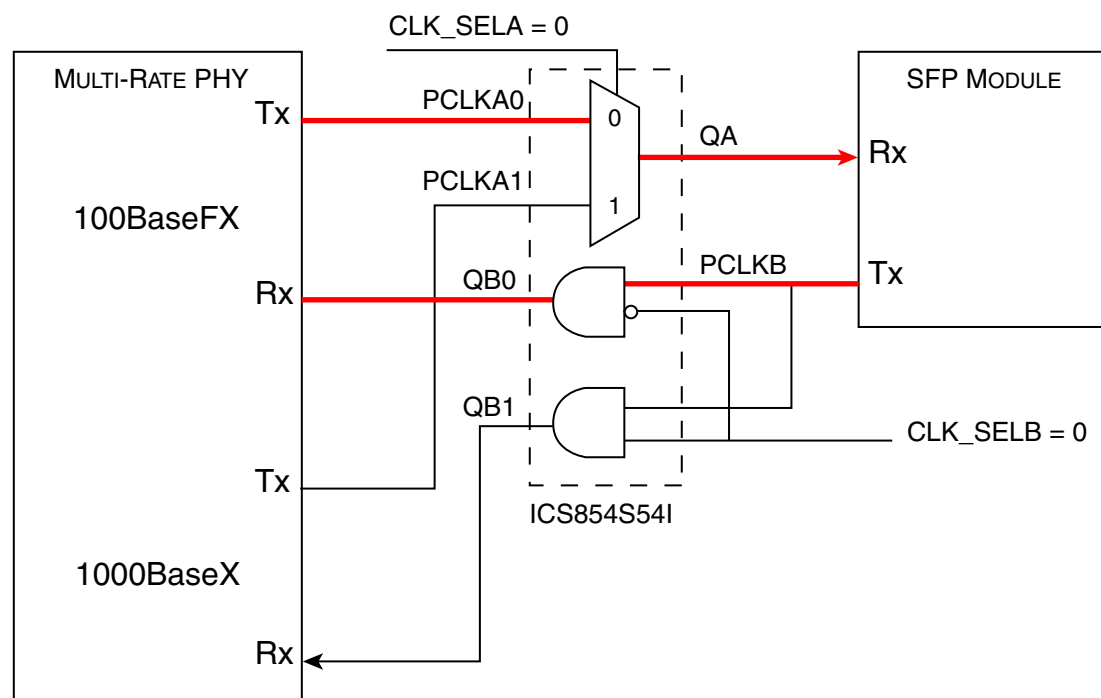 CLK_SELA = 0
MULTI-RATE PHY
SFP MODULE
Tx
PCLKA0
0
QA
Rx
PCLKA1
1
100BaseFX
PCLKB
Tx
Rx
QB0
QB1
CLK_SELB = 0
Tx
ICS854S54I
1000BaseX
Rx